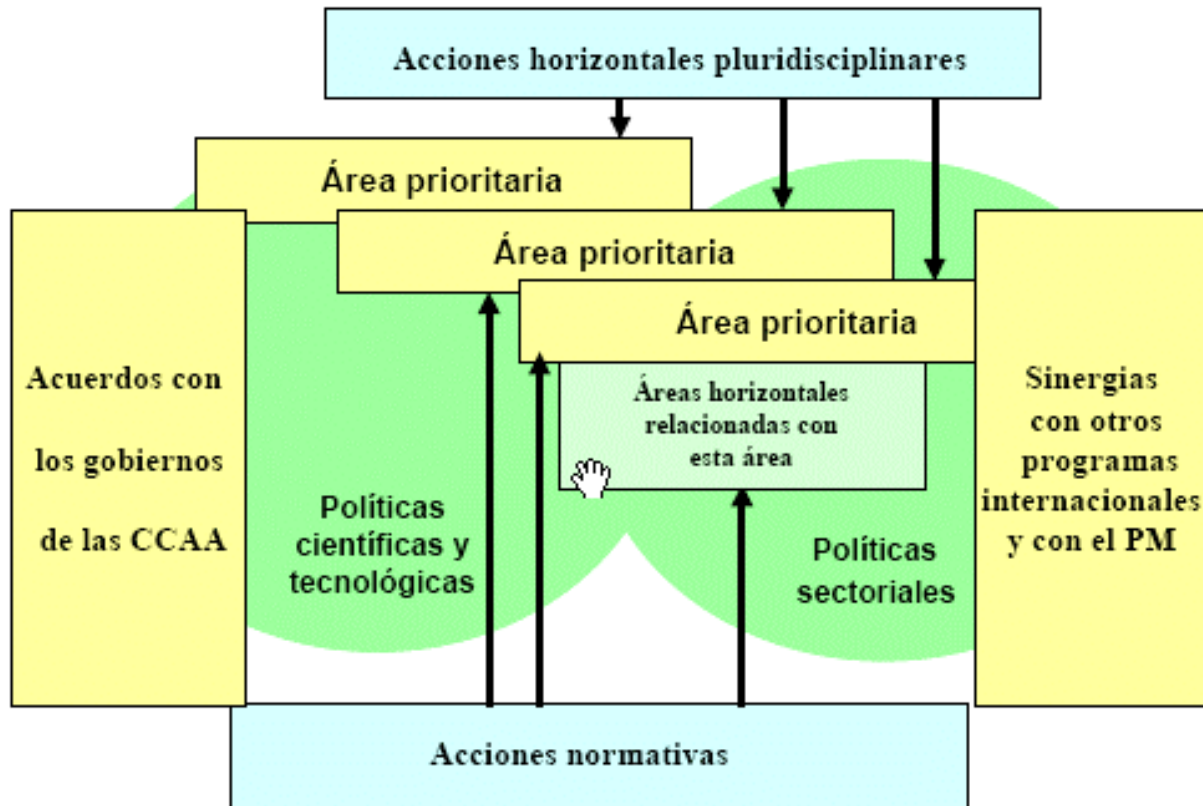 Acciones horizontales pluridisciplinares
Área prioritaria
Área prioritaria
Área prioritaria
Acuerdos con
los gobiernos
de las CCAA
Áreas horizontales
relacionadas con
esta área
Sinergias
con otros
programas
internacionales
y con el PM
Políticas
científicas y
tecnológicas
Políticas
sectoriales
Acciones normativas